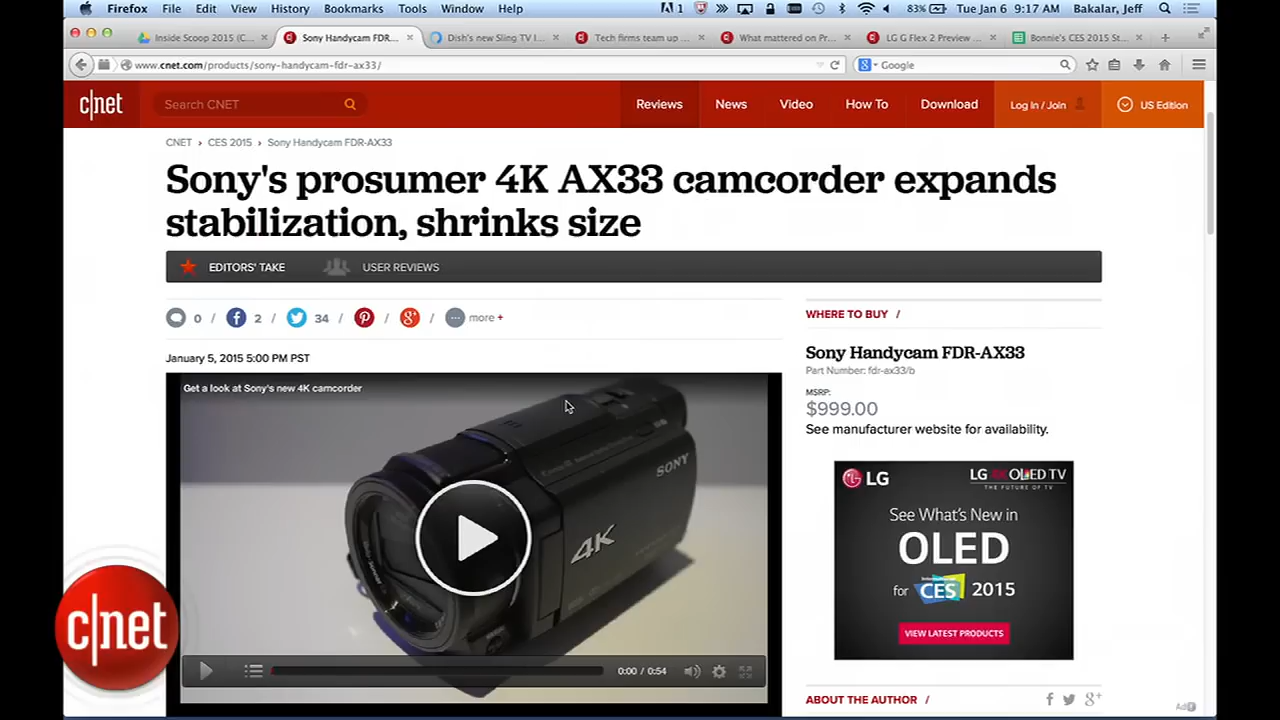 Firefox File Edit View History Bookmarks Tools Window Help 1 83% Tue Jan 6 9:17 AM Bakalar, Jeff
Inside Scoop 2015 (C... Sony Handycam FDR... Dish's new Sling TV i... Tech firms team up ... What mattered on Pr... LG G Flex 2 Preview ... Bonnie's CES 2015 St...
www.cnet.com/products/sony-handycam-fdr-ax33/ Google
c|net Search CNET Reviews News Video How To Download Log In / Join US Edition
CNET > CES 2015 > Sony Handycam FDR-AX33
Sony's prosumer 4K AX33 camcorder expands
stabilization, shrinks size
EDITORS' TAKE USER REVIEWS
0 / 2 / 34 / / / more +
January 5, 2015 5:00 PM PST
Get a look at Sony's new 4K camcorder
SONY
4K
0:00 / 0:54
WHERE TO BUY /
Sony Handycam FDR-AX33
Part Number: fdr-ax33/b
MSRP:
$999.00
See manufacturer website for availability.
LG LG 4K OLED TV
THE FUTURE OF TV
See What's New in
OLED
for CES 2015
VIEW LATEST PRODUCTS
ABOUT THE AUTHOR /
Ad
c|net